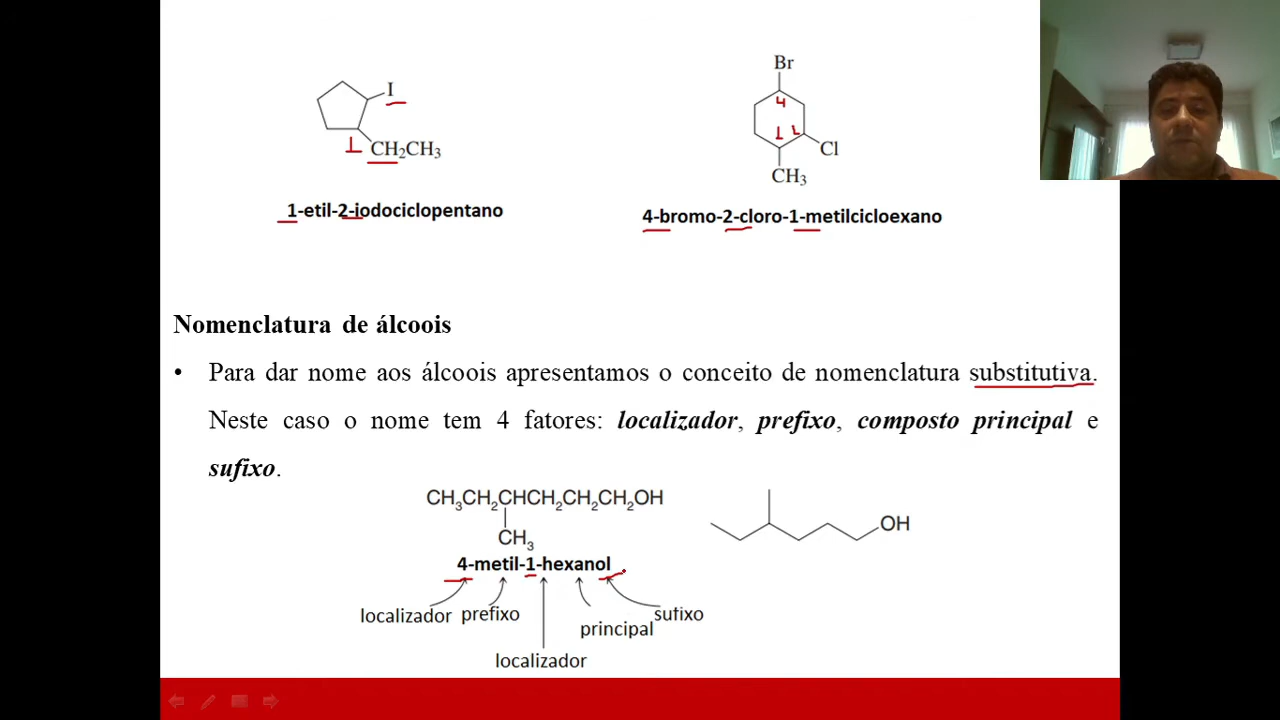 Br
I
4
1 2
1
CH₂CH₃
Cl
CH₃
1-etil-2-iodociclopentano
4-bromo-2-cloro-1-metilcicloexano
Nomenclatura de álcoois
• Para dar nome aos álcoois apresentamos o conceito de nomenclatura substitutiva.
Neste caso o nome tem 4 fatores: localizador, prefixo, composto principal e
sufixo.
CH₃CH₂CHCH₂CH₂CH₂OH
CH₃
OH
4-metil-1-hexanol
localizador prefixo sufixo
principal
localizador